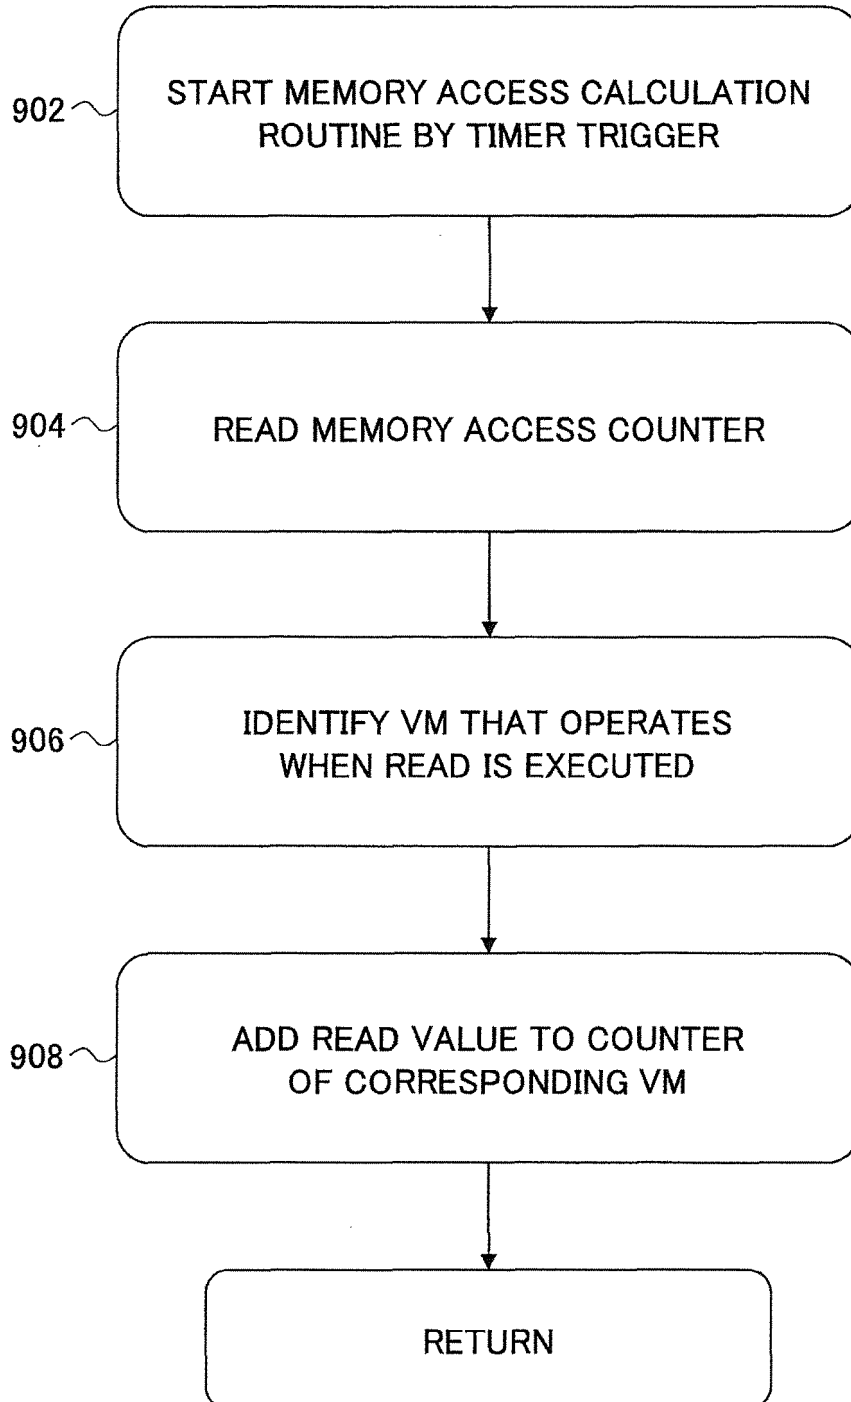 902
START MEMORY ACCESS CALCULATION
ROUTINE BY TIMER TRIGGER
904
READ MEMORY ACCESS COUNTER
906
IDENTIFY VM THAT OPERATES
WHEN READ IS EXECUTED
908
ADD READ VALUE TO COUNTER
OF CORRESPONDING VM
RETURN